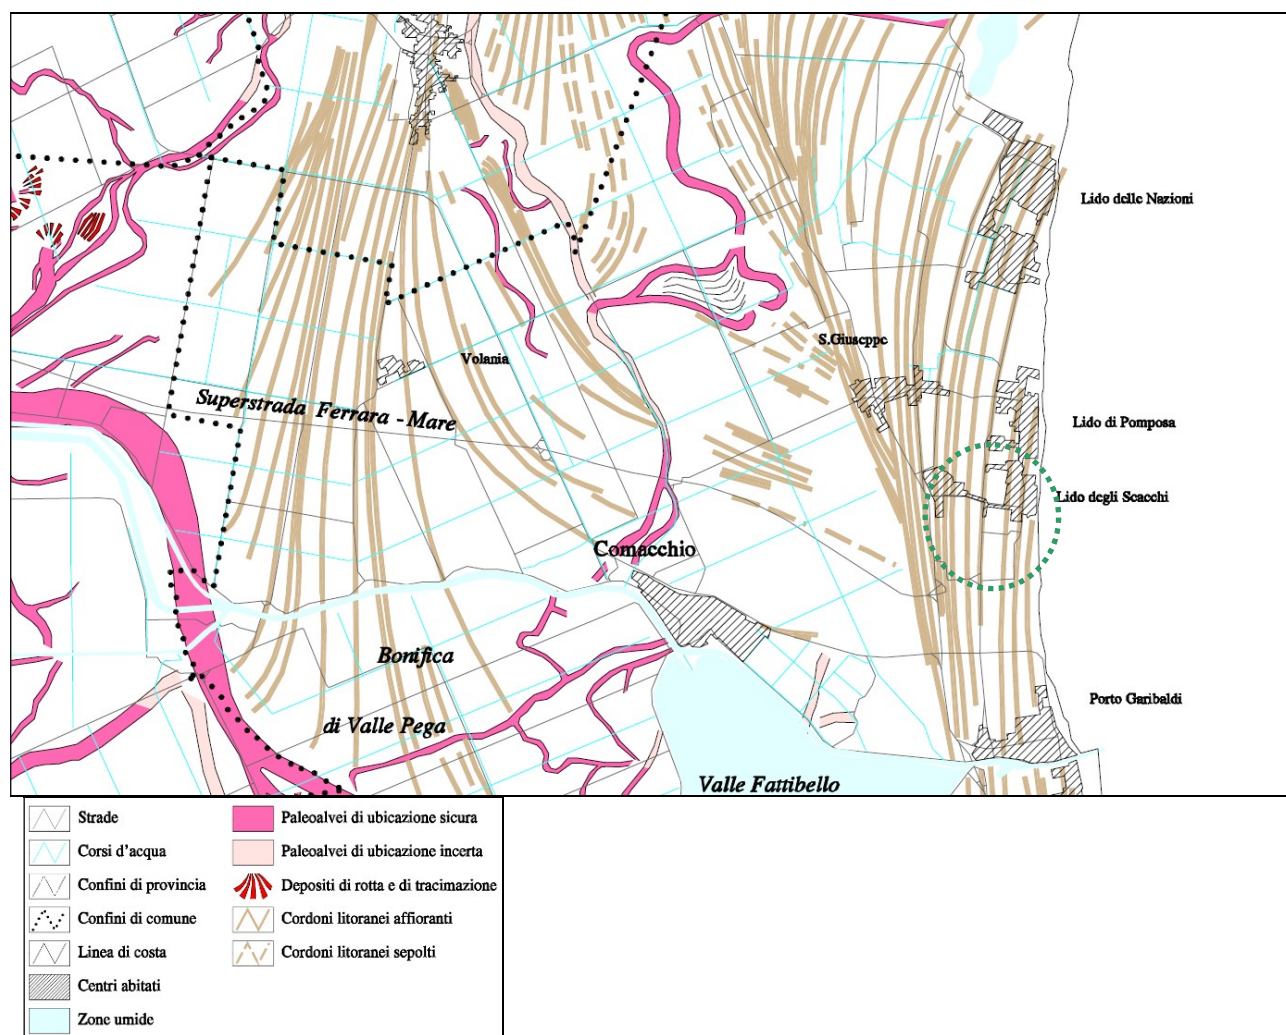 Lido delle Nazioni
S.Giuseppe
Volania
Superstrada Ferrara - Mare
Lido di Pomposa
Lido degli Scacchi
Comacchio
Bonifica
di Valle Pega
Porto Garibaldi
Valle Fattibello
Strade
Corsi d'acqua
Confini di provincia
Confini di comune
Linea di costa
Centri abitati
Zone umide
Paleoalvei di ubicazione sicura
Paleoalvei di ubicazione incerta
Depositi di rotta e di tracimazione
Cordoni litoranei affioranti
Cordoni litoranei sepolti